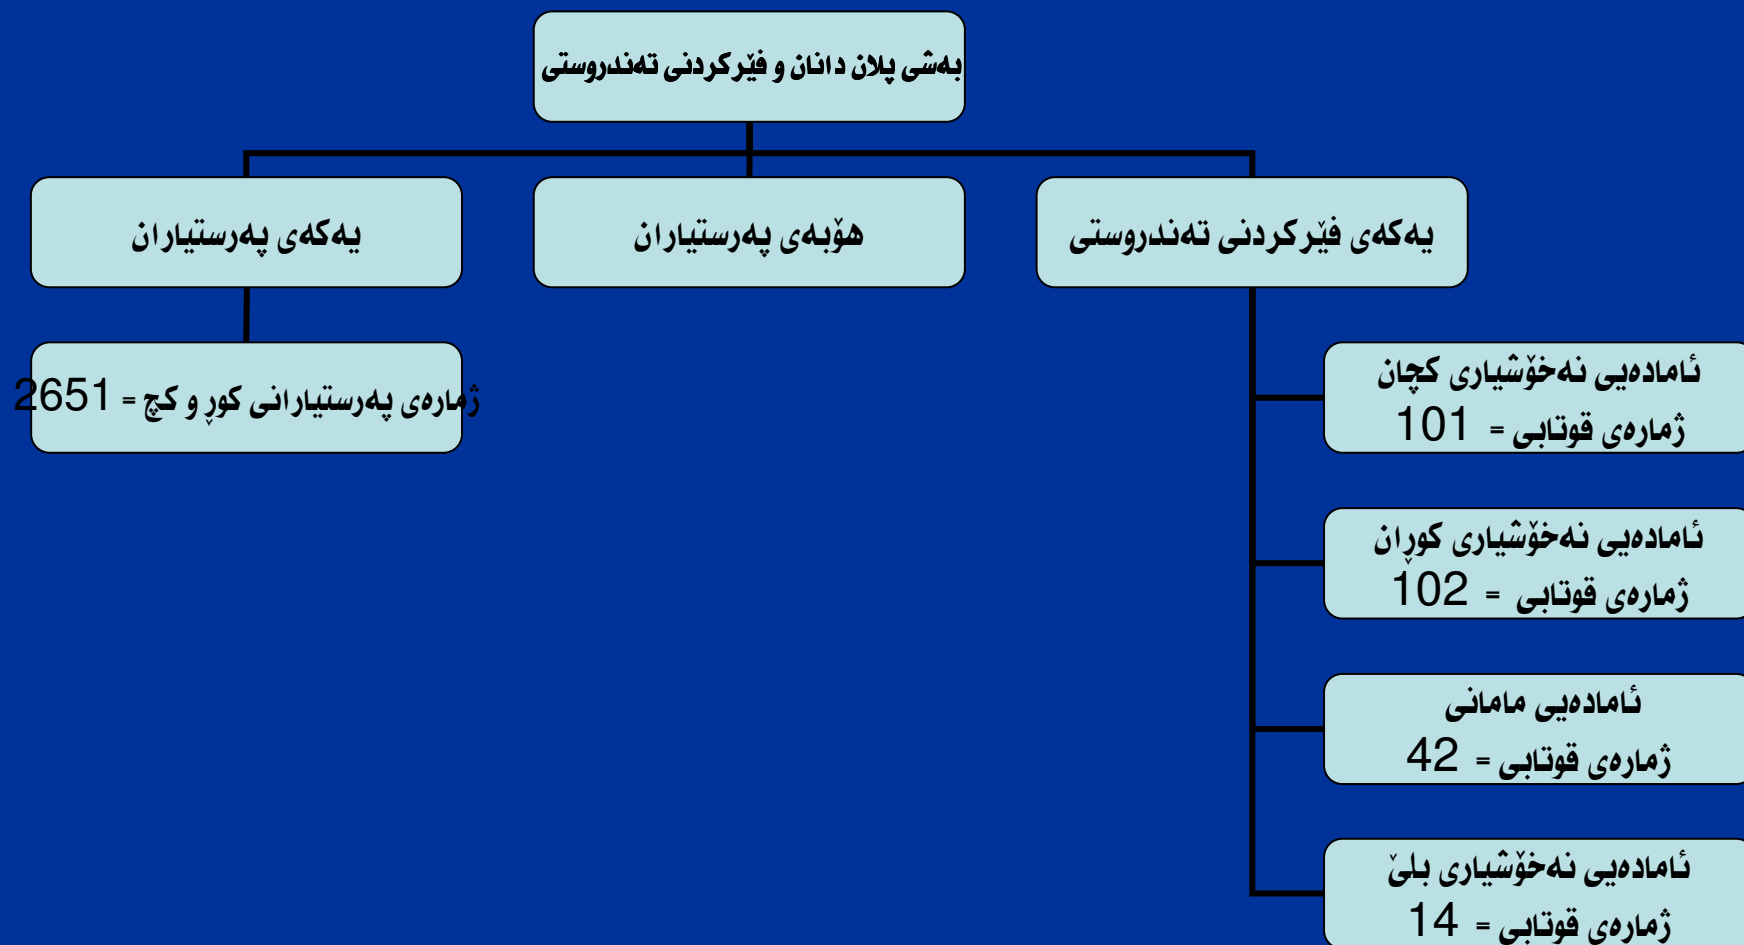 بەشی پلان دانان و فێرکردنی تەندروستی
یەکەی فێرکردنی تەندروستی
هۆبەی پەرستیاران
یەکەی پەرستیاران
ئامادەیی نەخۆشیاری کچان
ژمارەی قوتابی = 101
ئامادەیی نەخۆشیاری کوڕان
ژمارەی قوتابی = 102
ئامادەیی مامانی
ژمارەی قوتابی = 42
ئامادەیی نەخۆشیاری بلێ
ژمارەی قوتابی = 14
ژمارەی پەرستیارانی کوڕ و کچ = 2651